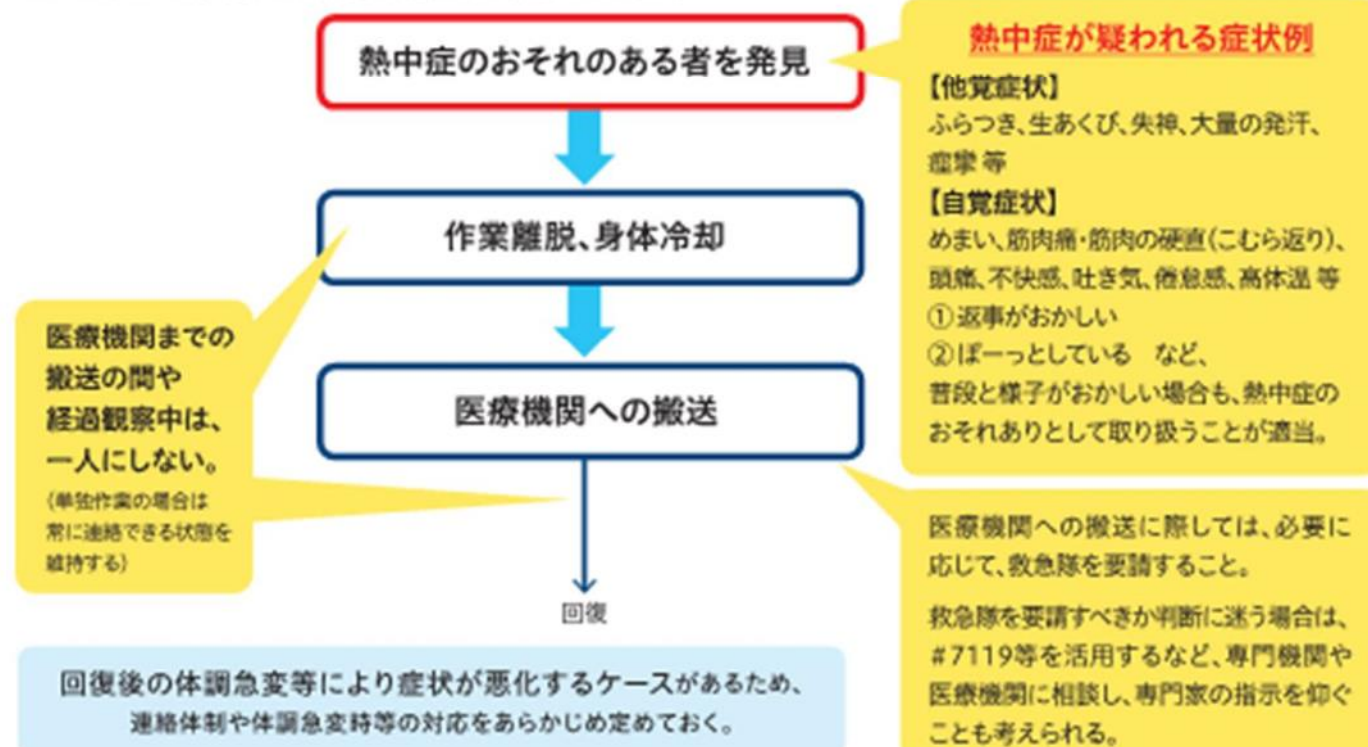 熱中症のおそれのある者を発見
熱中症が疑われる症状例
【他覚症状】
ふらつき、生あくび、失神、大量の発汗、
痙攣 等
【自覚症状】
めまい、筋肉痛・筋肉の硬直(こむら返り)、
頭痛、不快感、吐き気、倦怠感、高体温 等
①返事がおかしい
②ぼーっとしている　など、
普段と様子がおかしい場合も、熱中症の
おそれありとして取り扱うことが適当。
作業離脱、身体冷却
医療機関までの
搬送の間や
経過観察中は、
一人にしない。
(単独作業の場合は
常に連絡できる状態を
維持する)
医療機関への搬送
医療機関への搬送に際しては、必要に
応じて、救急隊を要請すること。
救急隊を要請すべきか判断に迷う場合は、
#7119等を活用するなど、専門機関や
医療機関に相談し、専門家の指示を仰ぐ
ことも考えられる。
回復
回復後の体調急変等により症状が悪化するケースがあるため、
連絡体制や体調急変時等の対応をあらかじめ定めておく。